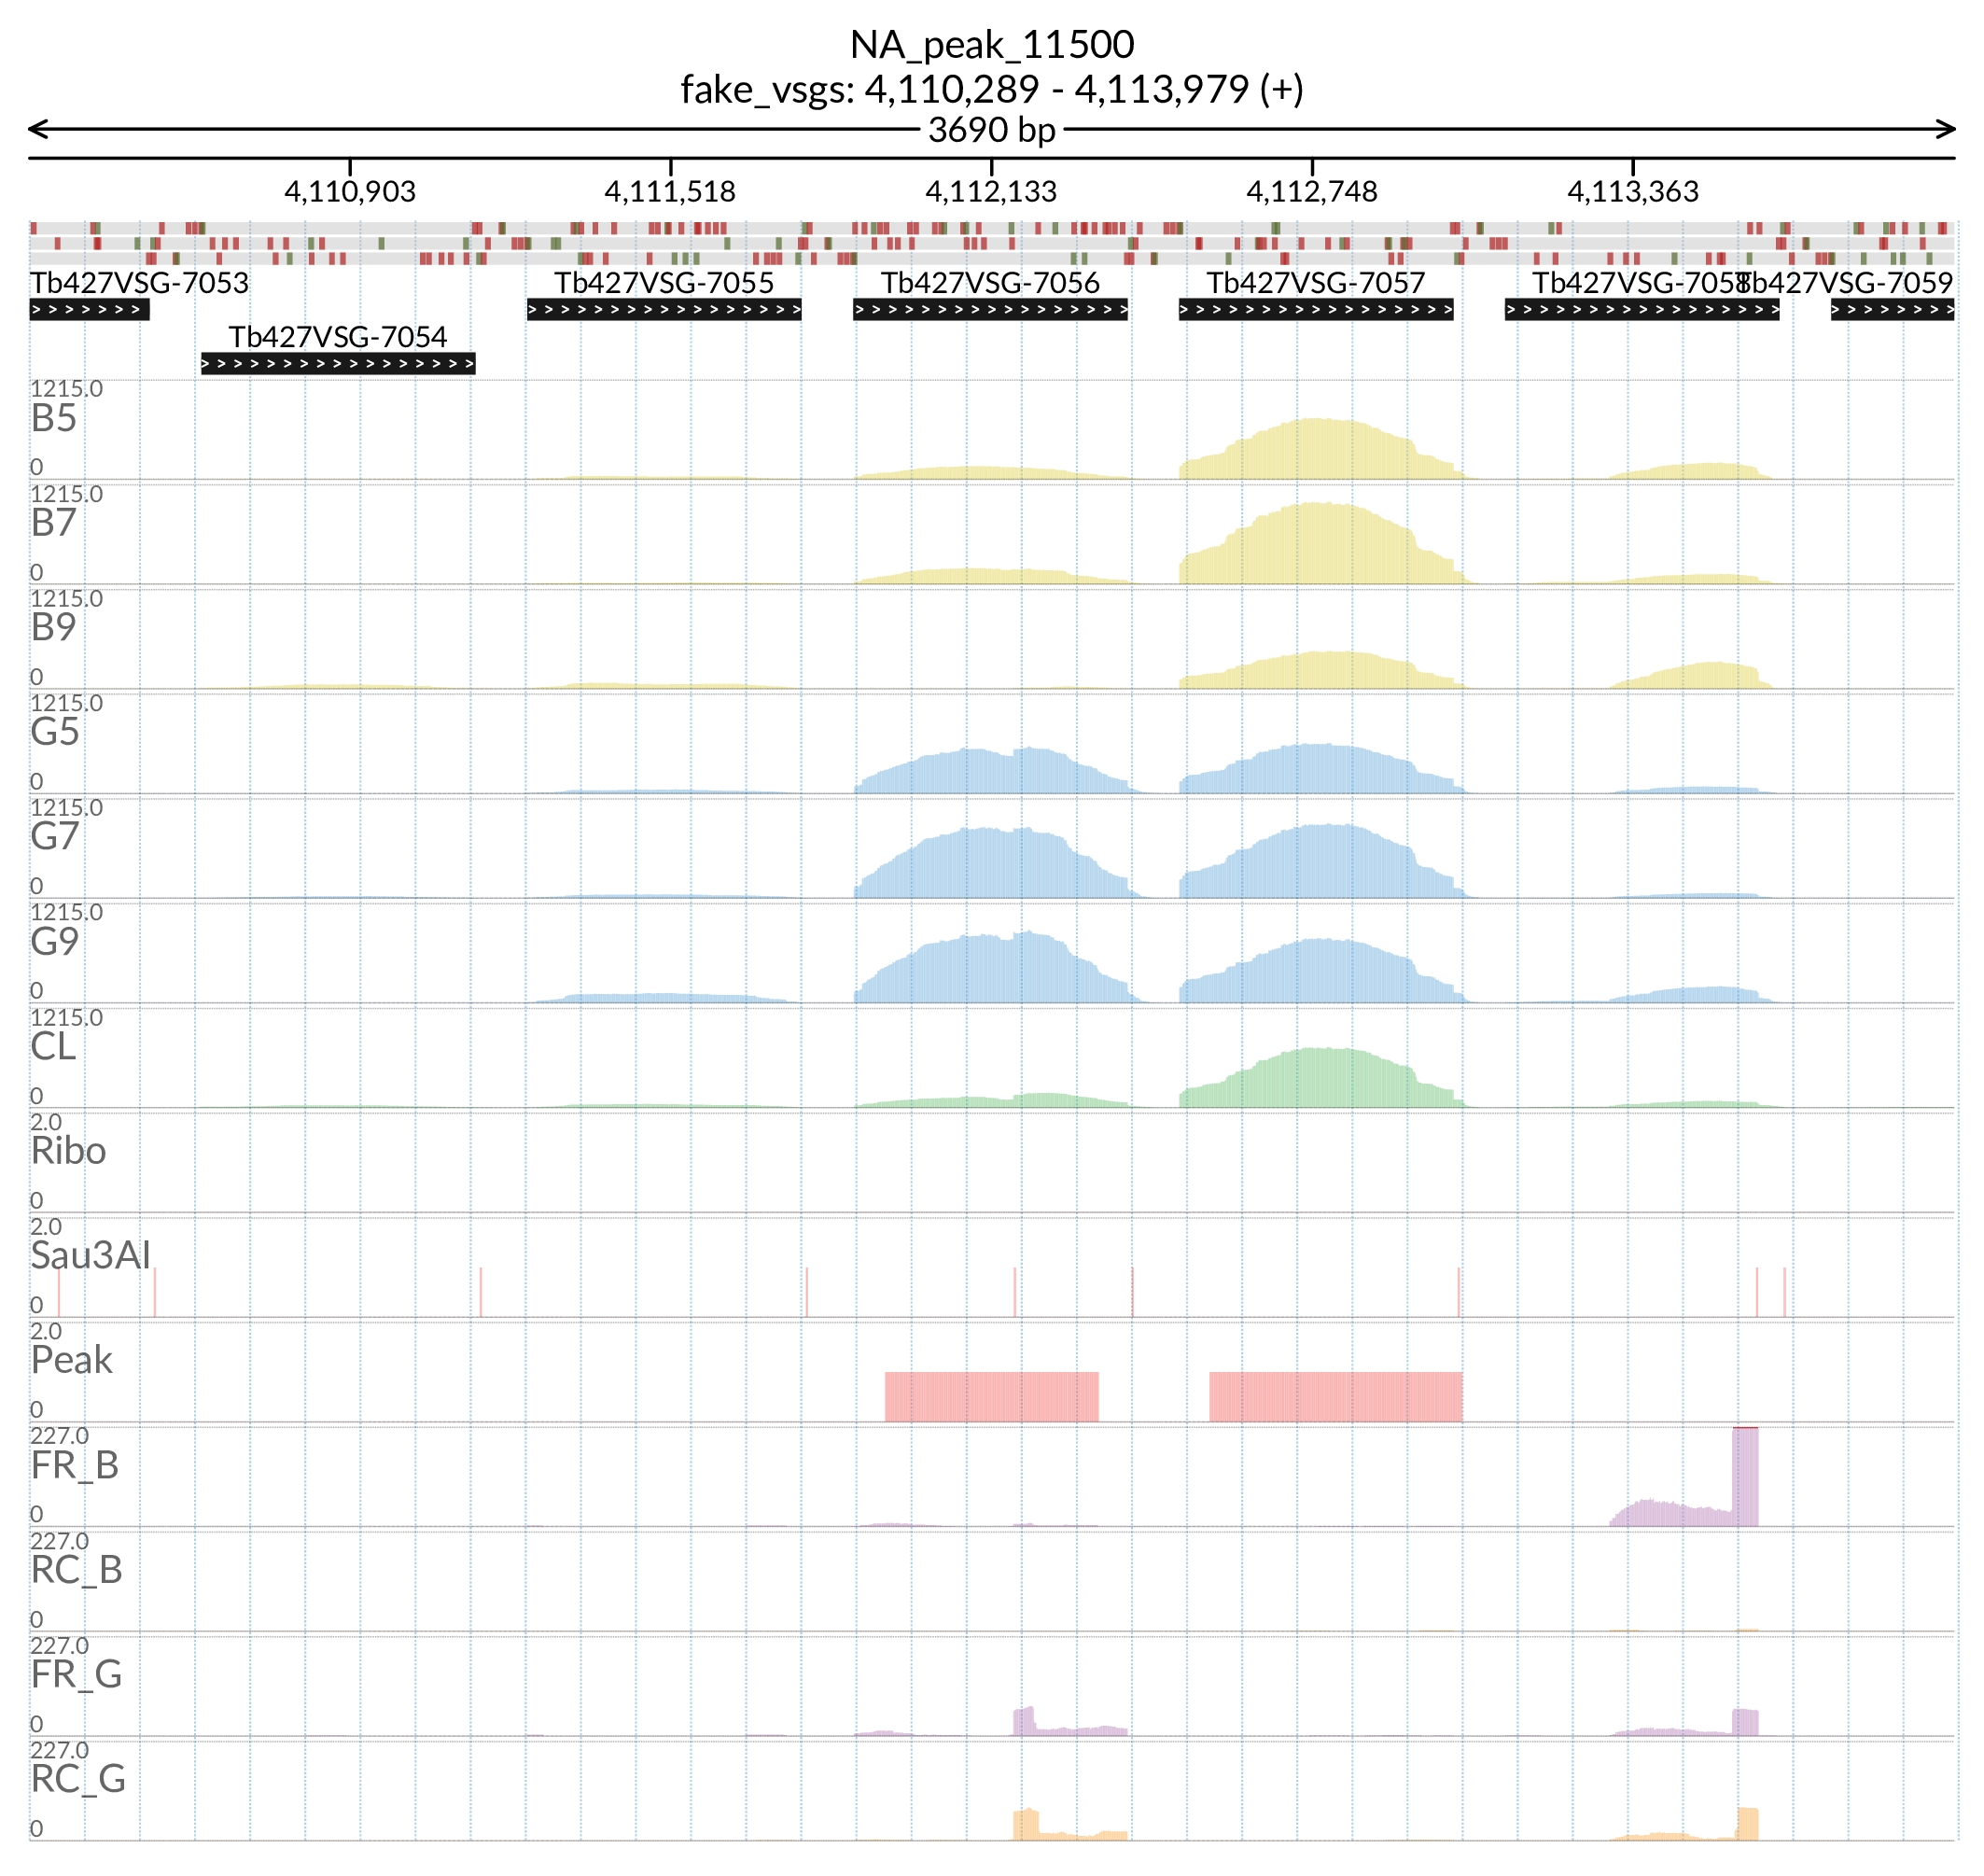 NA_peak_11500
fake_vsgs: 4,110,289 - 4,113,979 (+)
3690 bp
4,110,903 4,111,518 4,112,133 4,112,748 4,113,363
Tb427VSG-7053 Tb427VSG-7055 Tb427VSG-7056 Tb427VSG-7057 Tb427VSG-7058 Tb427VSG-7059
Tb427VSG-7054
1215.0
B5
0
1215.0
B7
0
1215.0
B9
0
1215.0
G5
0
1215.0
G7
0
1215.0
G9
0
1215.0
CL
0
2.0
Ribo
0
2.0
Sau3AI
0
2.0
Peak
0
227.0
FR_B
0
227.0
RC_B
0
227.0
FR_G
0
227.0
RC_G
0